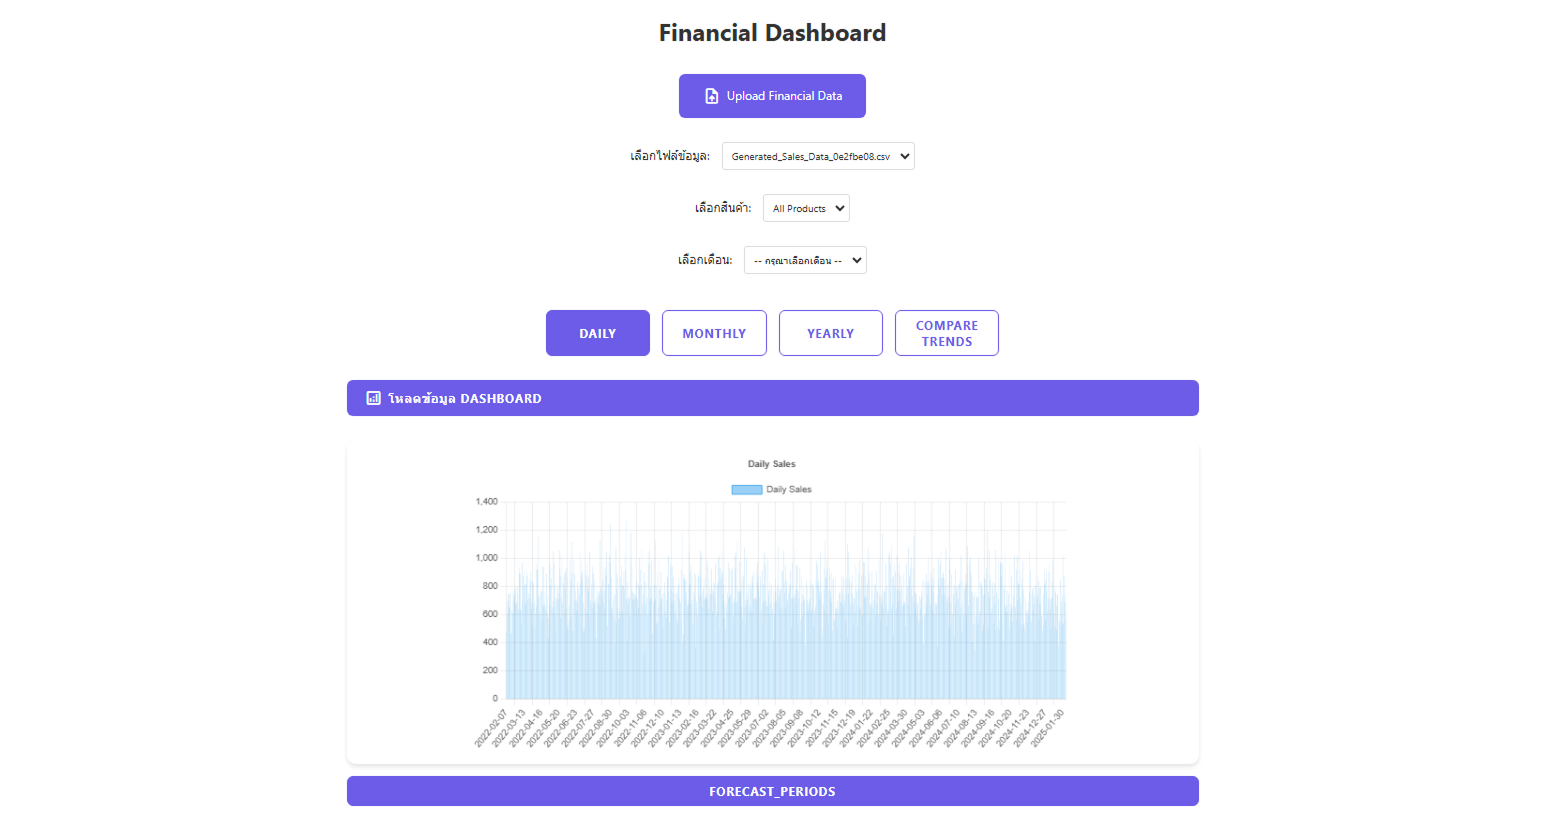 Financial Dashboard
Upload Financial Data
เลือกไฟล์ข้อมูล: Generated_Sales_Data_0e2fbe08.csv
เลือกสินค้า: All Products
เลือกเดือน: -- กรุณาเลือกเดือน --
DAILY MONTHLY YEARLY COMPARE
TRENDS
โหลดข้อมูล DASHBOARD
Daily Sales
Daily Sales
1,400
1,200
1,000
800
600
400
200
0
2022-02-07 2022-03-13 2022-04-16 2022-05-20 2022-06-23 2022-07-27 2022-08-30 2022-10-03 2022-11-06 2022-12-10 2023-01-13 2023-02-16 2023-03-22 2023-04-25 2023-05-29 2023-07-02 2023-08-05 2023-09-08 2023-10-12 2023-11-15 2023-12-19 2024-01-22 2024-02-25 2024-03-30 2024-05-03 2024-06-06 2024-07-10 2024-08-13 2024-09-16 2024-10-20 2024-11-23 2024-12-27 2025-01-30
FORECAST_PERIODS